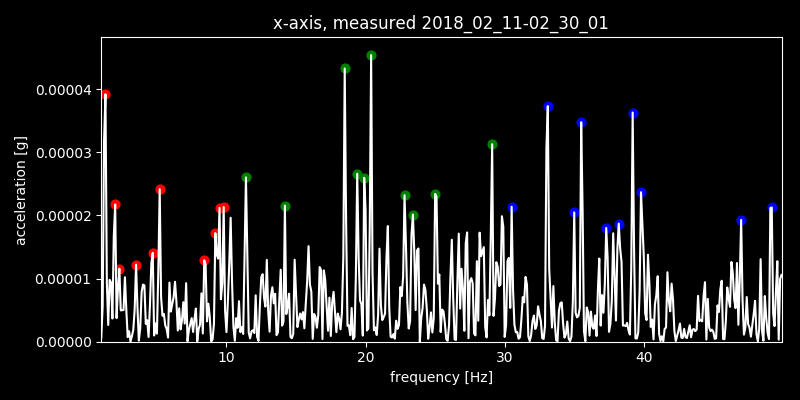 x-axis, measured 2018_02_11-02_30_01
acceleration [g]
0.00004
0.00003
0.00002
0.00001
0.00000
10 20 30 40
frequency [Hz]